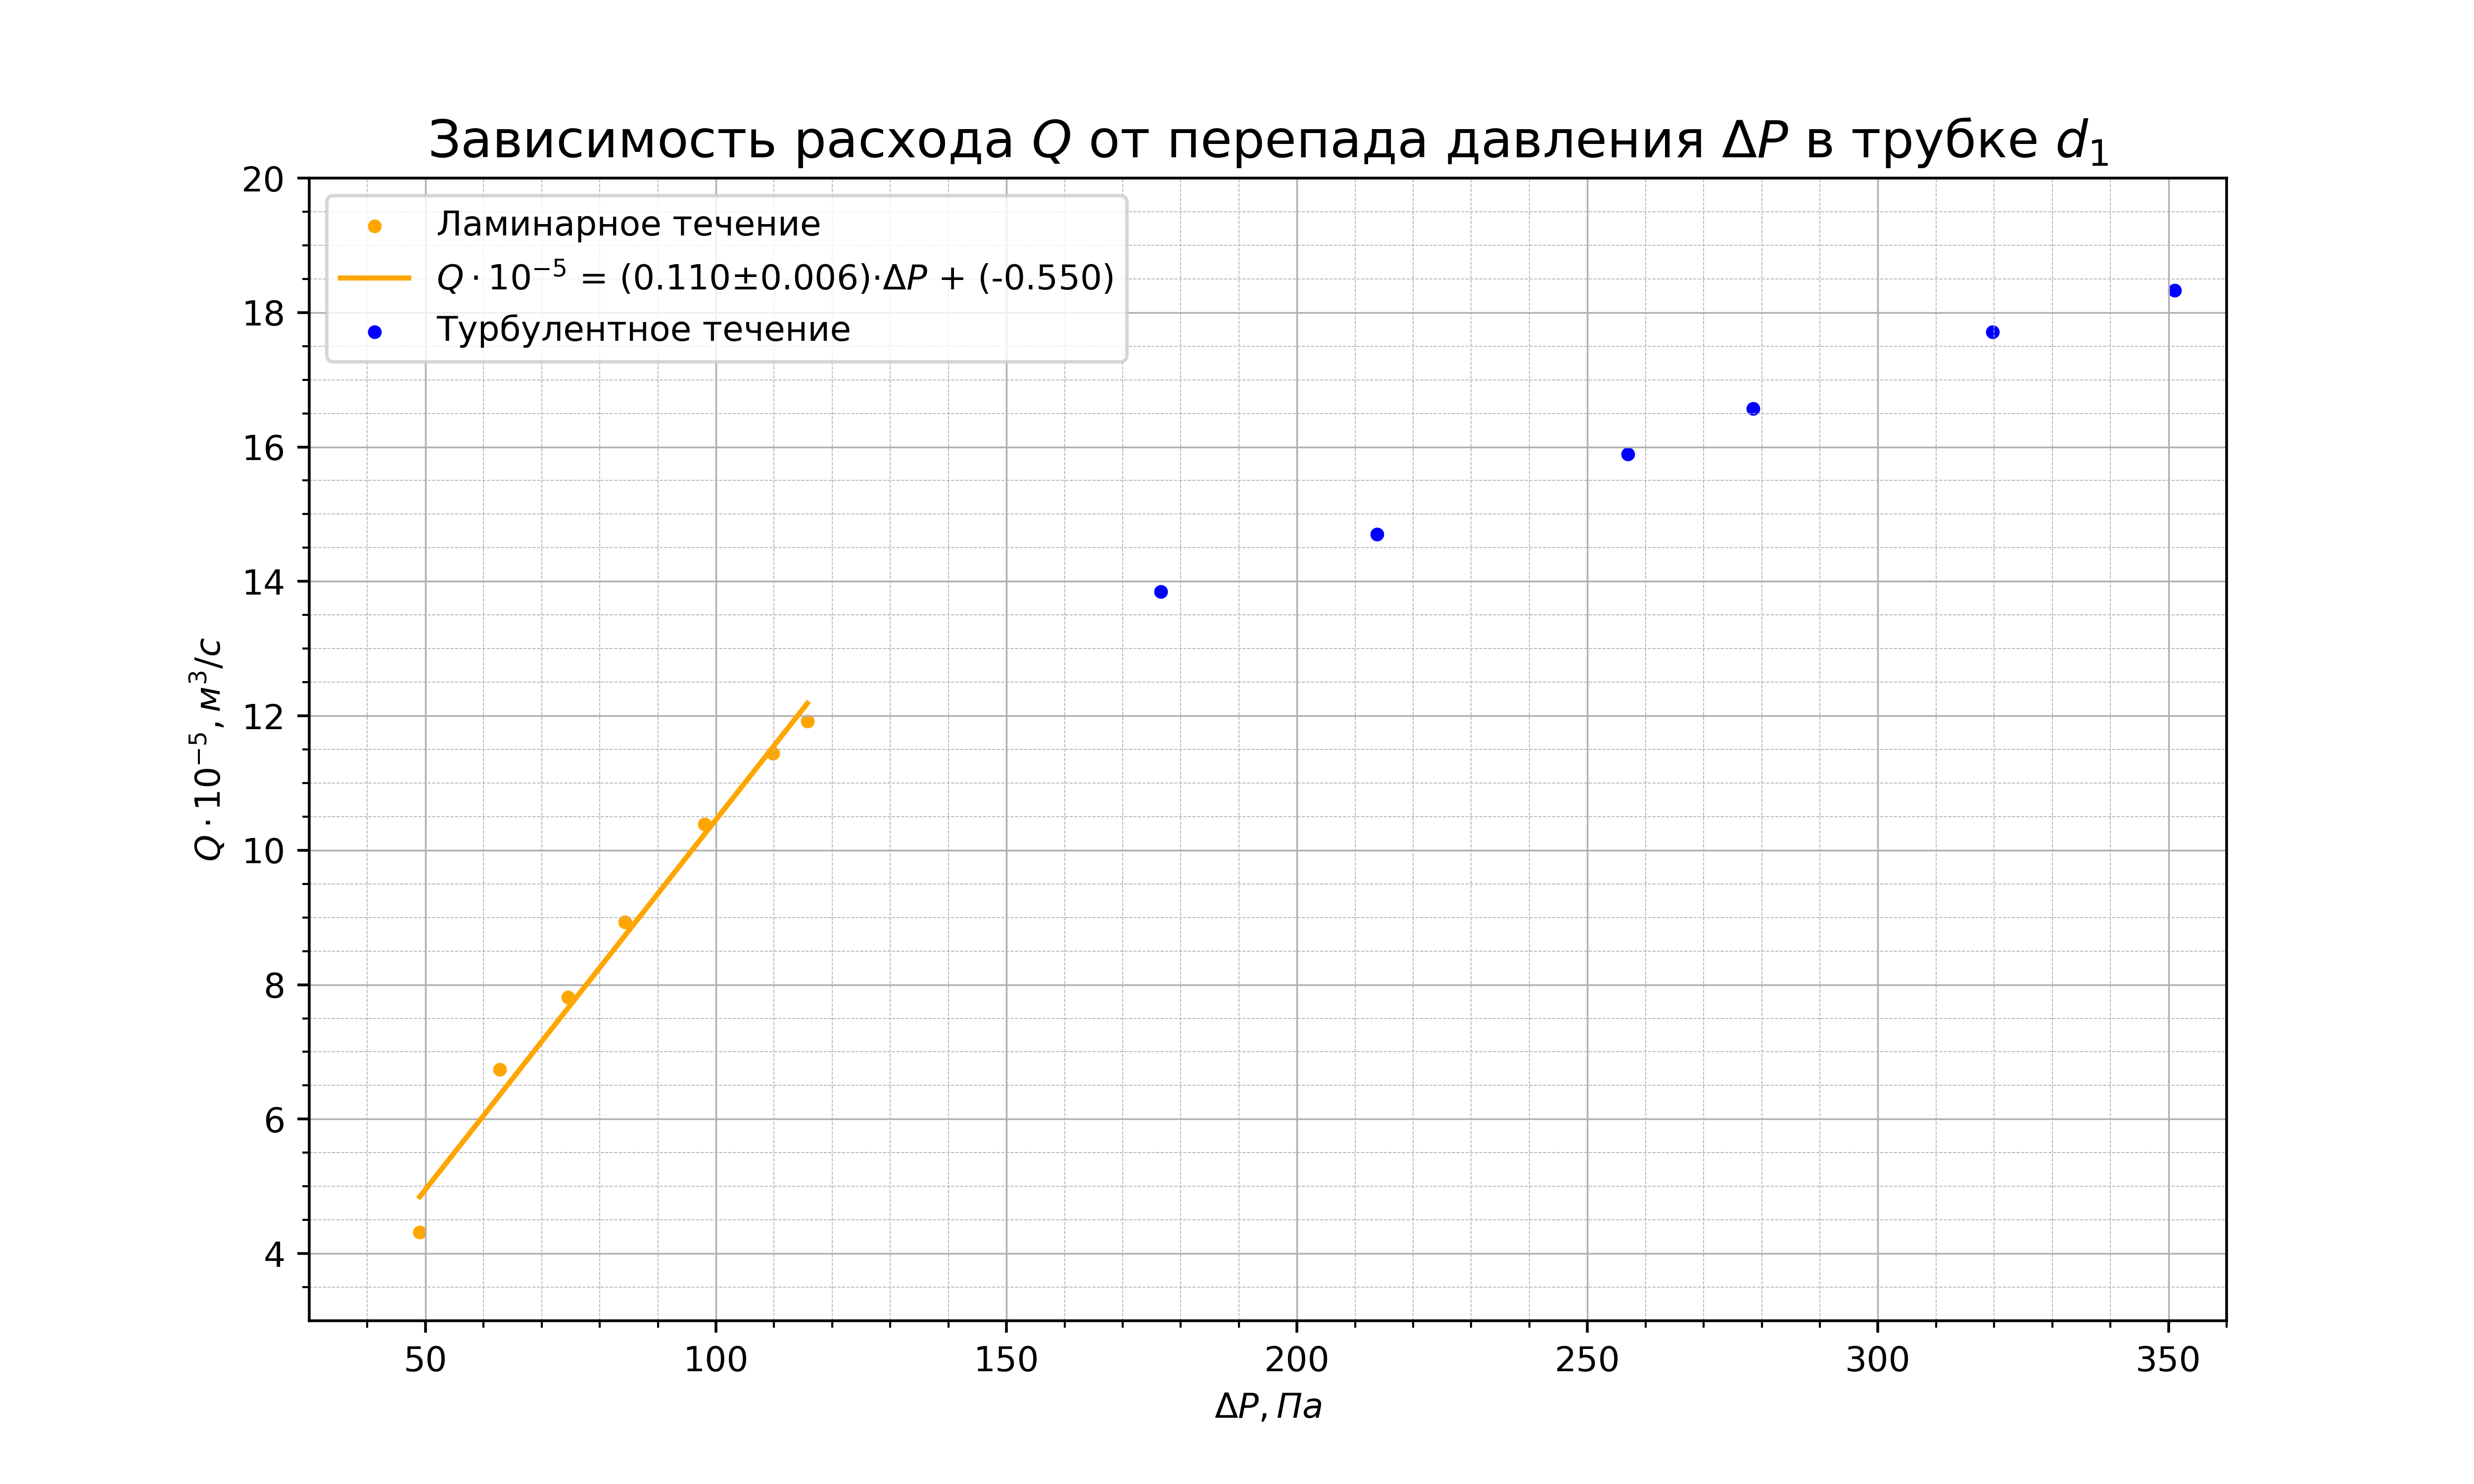 Зависимость расхода Q от перепада давления ΔP в трубке d₁
Ламинарное течение
Q · 10⁻⁵ = (0.110±0.006)·ΔP + (-0.550)
Турбулентное течение
20
18
16
14
12
10
8
6
4
Q · 10⁻⁵, м³/с
50 100 150 200 250 300 350
ΔP, Па